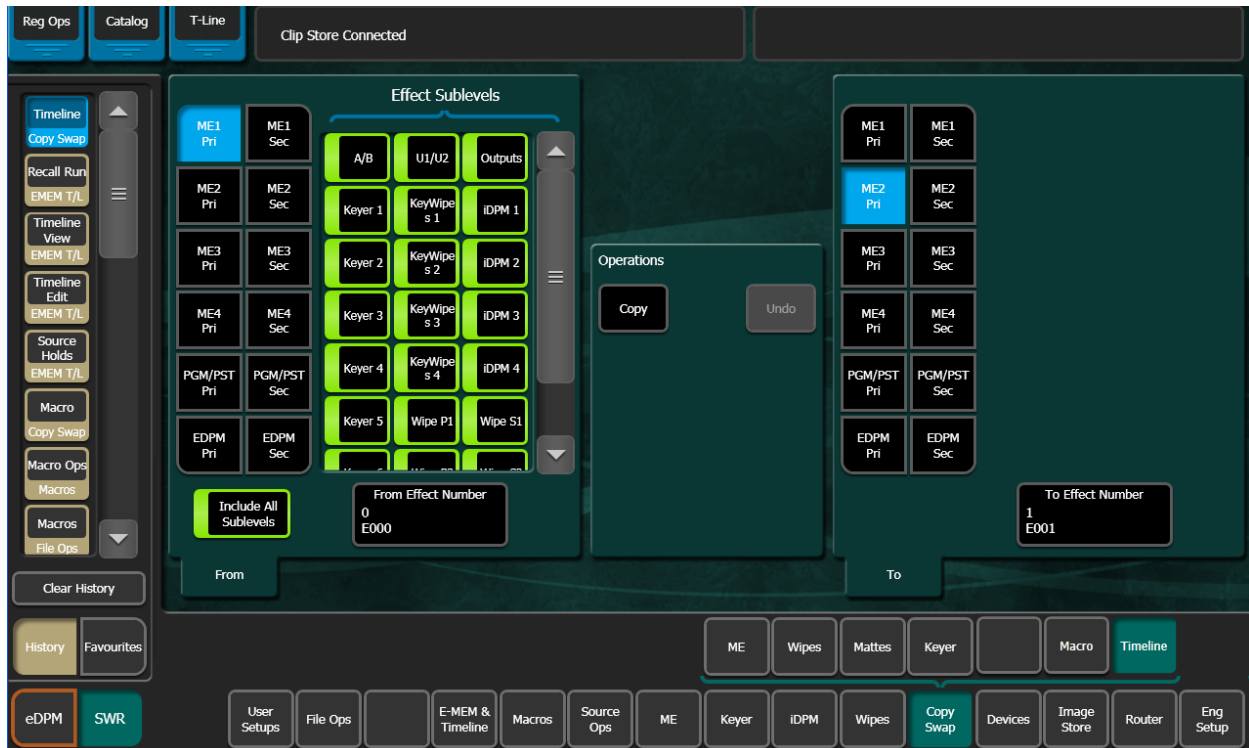 Reg Ops
Catalog
T-Line
Clip Store Connected
Timeline
Copy Swap
Recall Run
EMEM T/L
Timeline
View
EMEM T/L
Timeline
Edit
EMEM T/L
Source
Holds
EMEM T/L
Macro
Copy Swap
Macro Ops
Macros
Macros
File Ops
Clear History
History
Favourites
Effect Sublevels
ME1
Pri
ME1
Sec
ME2
Pri
ME2
Sec
ME3
Pri
ME3
Sec
ME4
Pri
ME4
Sec
PGM/PST
Pri
PGM/PST
Sec
EDPM
Pri
EDPM
Sec
A/B
U1/U2
Outputs
Keyer 1
KeyWipe
s 1
iDPM 1
Keyer 2
KeyWipe
s 2
iDPM 2
Keyer 3
KeyWipe
s 3
iDPM 3
Keyer 4
KeyWipe
s 4
iDPM 4
Keyer 5
Wipe P1
Wipe S1
Include All
Sublevels
From Effect Number
0
E000
From
Operations
Copy
Undo
ME1
Pri
ME1
Sec
ME2
Pri
ME2
Sec
ME3
Pri
ME3
Sec
ME4
Pri
ME4
Sec
PGM/PST
Pri
PGM/PST
Sec
EDPM
Pri
EDPM
Sec
To Effect Number
1
E001
To
ME
Wipes
Mattes
Keyer
Macro
Timeline
eDPM
SWR
User
Setups
File Ops
E-MEM &
Timeline
Macros
Source
Ops
ME
Keyer
iDPM
Wipes
Copy
Swap
Devices
Image
Store
Router
Eng
Setup